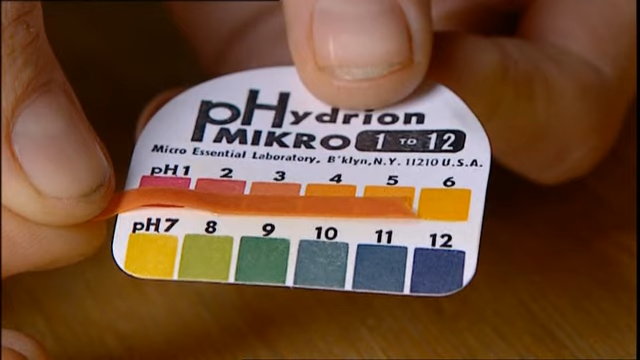 pHydrion
MIKRO 1 TO 12
Micro Essential Laboratory, B'klyn, N.Y. 11210 U.S.A.
pH1 2 3 4 5 6
pH7 8 9 10 11 12